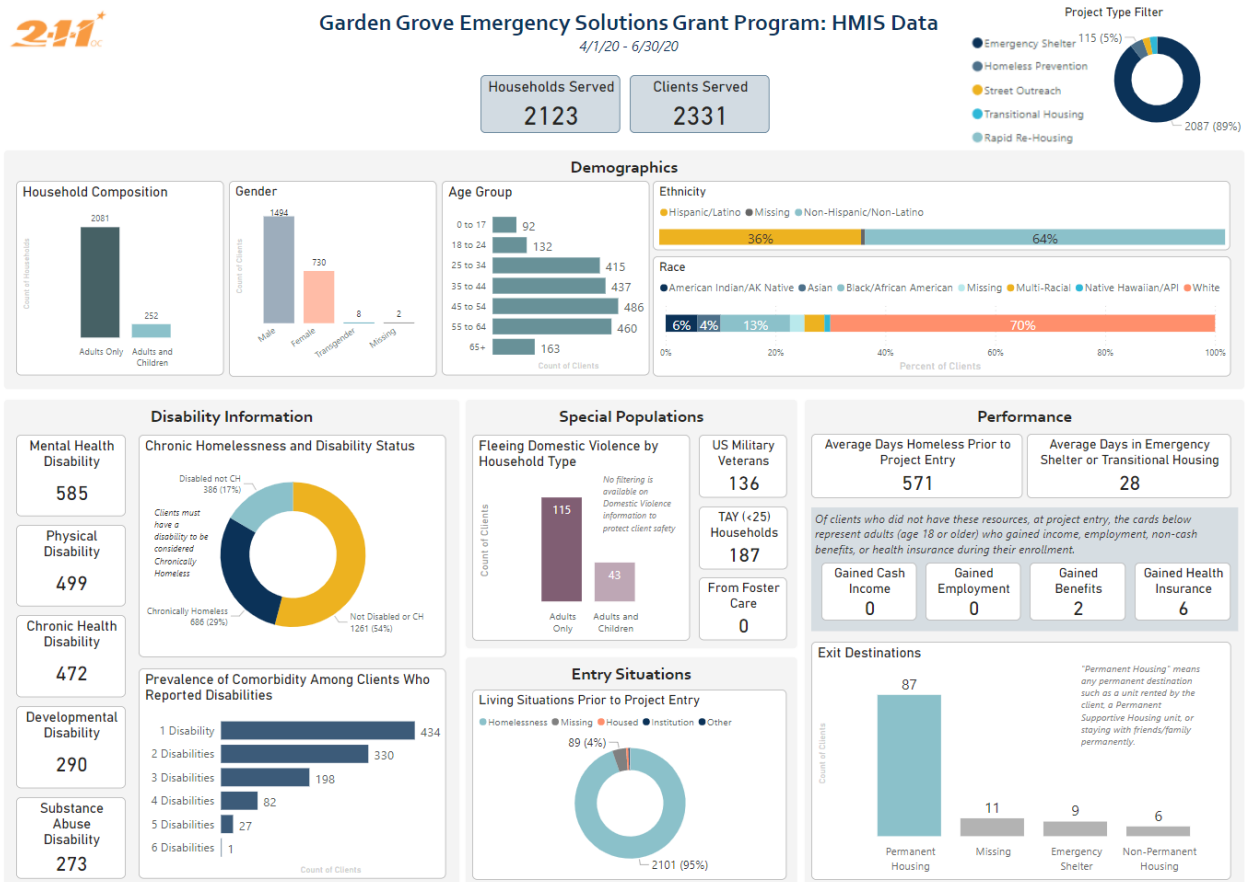 2-1-1 OC
Garden Grove Emergency Solutions Grant Program: HMIS Data
4/1/20 - 6/30/20
Households Served
2123
Clients Served
2331
Project Type Filter
Emergency Shelter
Homeless Prevention
Street Outreach
Transitional Housing
Rapid Re-Housing
115 (5%)
2087 (89%)
Demographics
Household Composition
Count of Households
2081
252
Adults Only
Adults and
Children
Gender
Count of Clients
1494
730
8
2
Male
Female
Transgender
Missing
Age Group
0 to 17 92
18 to 24 132
25 to 34 415
35 to 44 437
45 to 54 486
55 to 64 460
65+ 163
Count of Clients
Ethnicity
Hispanic/Latino Missing Non-Hispanic/Non-Latino
36% 64%
Race
American Indian/AK Native Asian Black/African American Missing Multi-Racial Native Hawaiian/API White
6% 4% 13% 70%
0% 20% 40% 60% 80% 100%
Percent of Clients
Disability Information
Mental Health
Disability
585
Physical
Disability
499
Chronic Health
Disability
472
Developmental
Disability
290
Substance
Abuse
Disability
273
Chronic Homelessness and Disability Status
Disabled not CH
386 (17%)
Clients must
have a
disability to be
considered
Chronically
Homeless
Chronically Homeless
686 (29%)
Not Disabled or CH
1261 (54%)
Prevalence of Comorbidity Among Clients Who
Reported Disabilities
1 Disability 434
2 Disabilities 330
3 Disabilities 198
4 Disabilities 82
5 Disabilities 27
6 Disabilities 1
Count of Clients
Special Populations
Fleeing Domestic Violence by
Household Type
No filtering is
available on
Domestic Violence
information to
protect client safety
Count of Clients
115
43
Adults
Only
Adults and
Children
US Military
Veterans
136
TAY (<25)
Households
187
From Foster
Care
0
Entry Situations
Living Situations Prior to Project Entry
Homelessness Missing Housed Institution Other
89 (4%)
2101 (95%)
Performance
Average Days Homeless Prior to
Project Entry
571
Average Days in Emergency
Shelter or Transitional Housing
28
Of clients who did not have these resources, at project entry, the cards below
represent adults (age 18 or older) who gained income, employment, non-cash
benefits, or health insurance during their enrollment.
Gained Cash
Income
0
Gained
Employment
0
Gained
Benefits
2
Gained Health
Insurance
6
Exit Destinations
"Permanent Housing" means
any permanent destination
such as a unit rented by the
client, a Permanent
Supportive Housing unit, or
staying with friends/family
permanently.
Count of Clients
87
11
9
6
Permanent
Housing
Missing
Emergency
Shelter
Non-Permanent
Housing